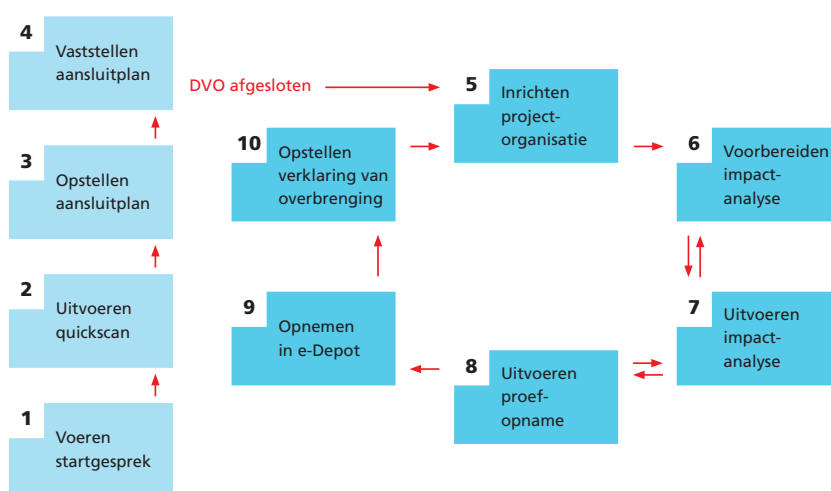 4
Vaststellen
aansluitplan
DVO afgesloten
5
Inrichten
project-
organisatie
10
Opstellen
verklaring van
overbrenging
6
Voorbereiden
impact-
analyse
3
Opstellen
aansluitplan
2
Uitvoeren
quickscan
9
Opnemen
in e-Depot
7
Uitvoeren
impact-
analyse
8
Uitvoeren
proef-
opname
1
Voeren
startgesprek